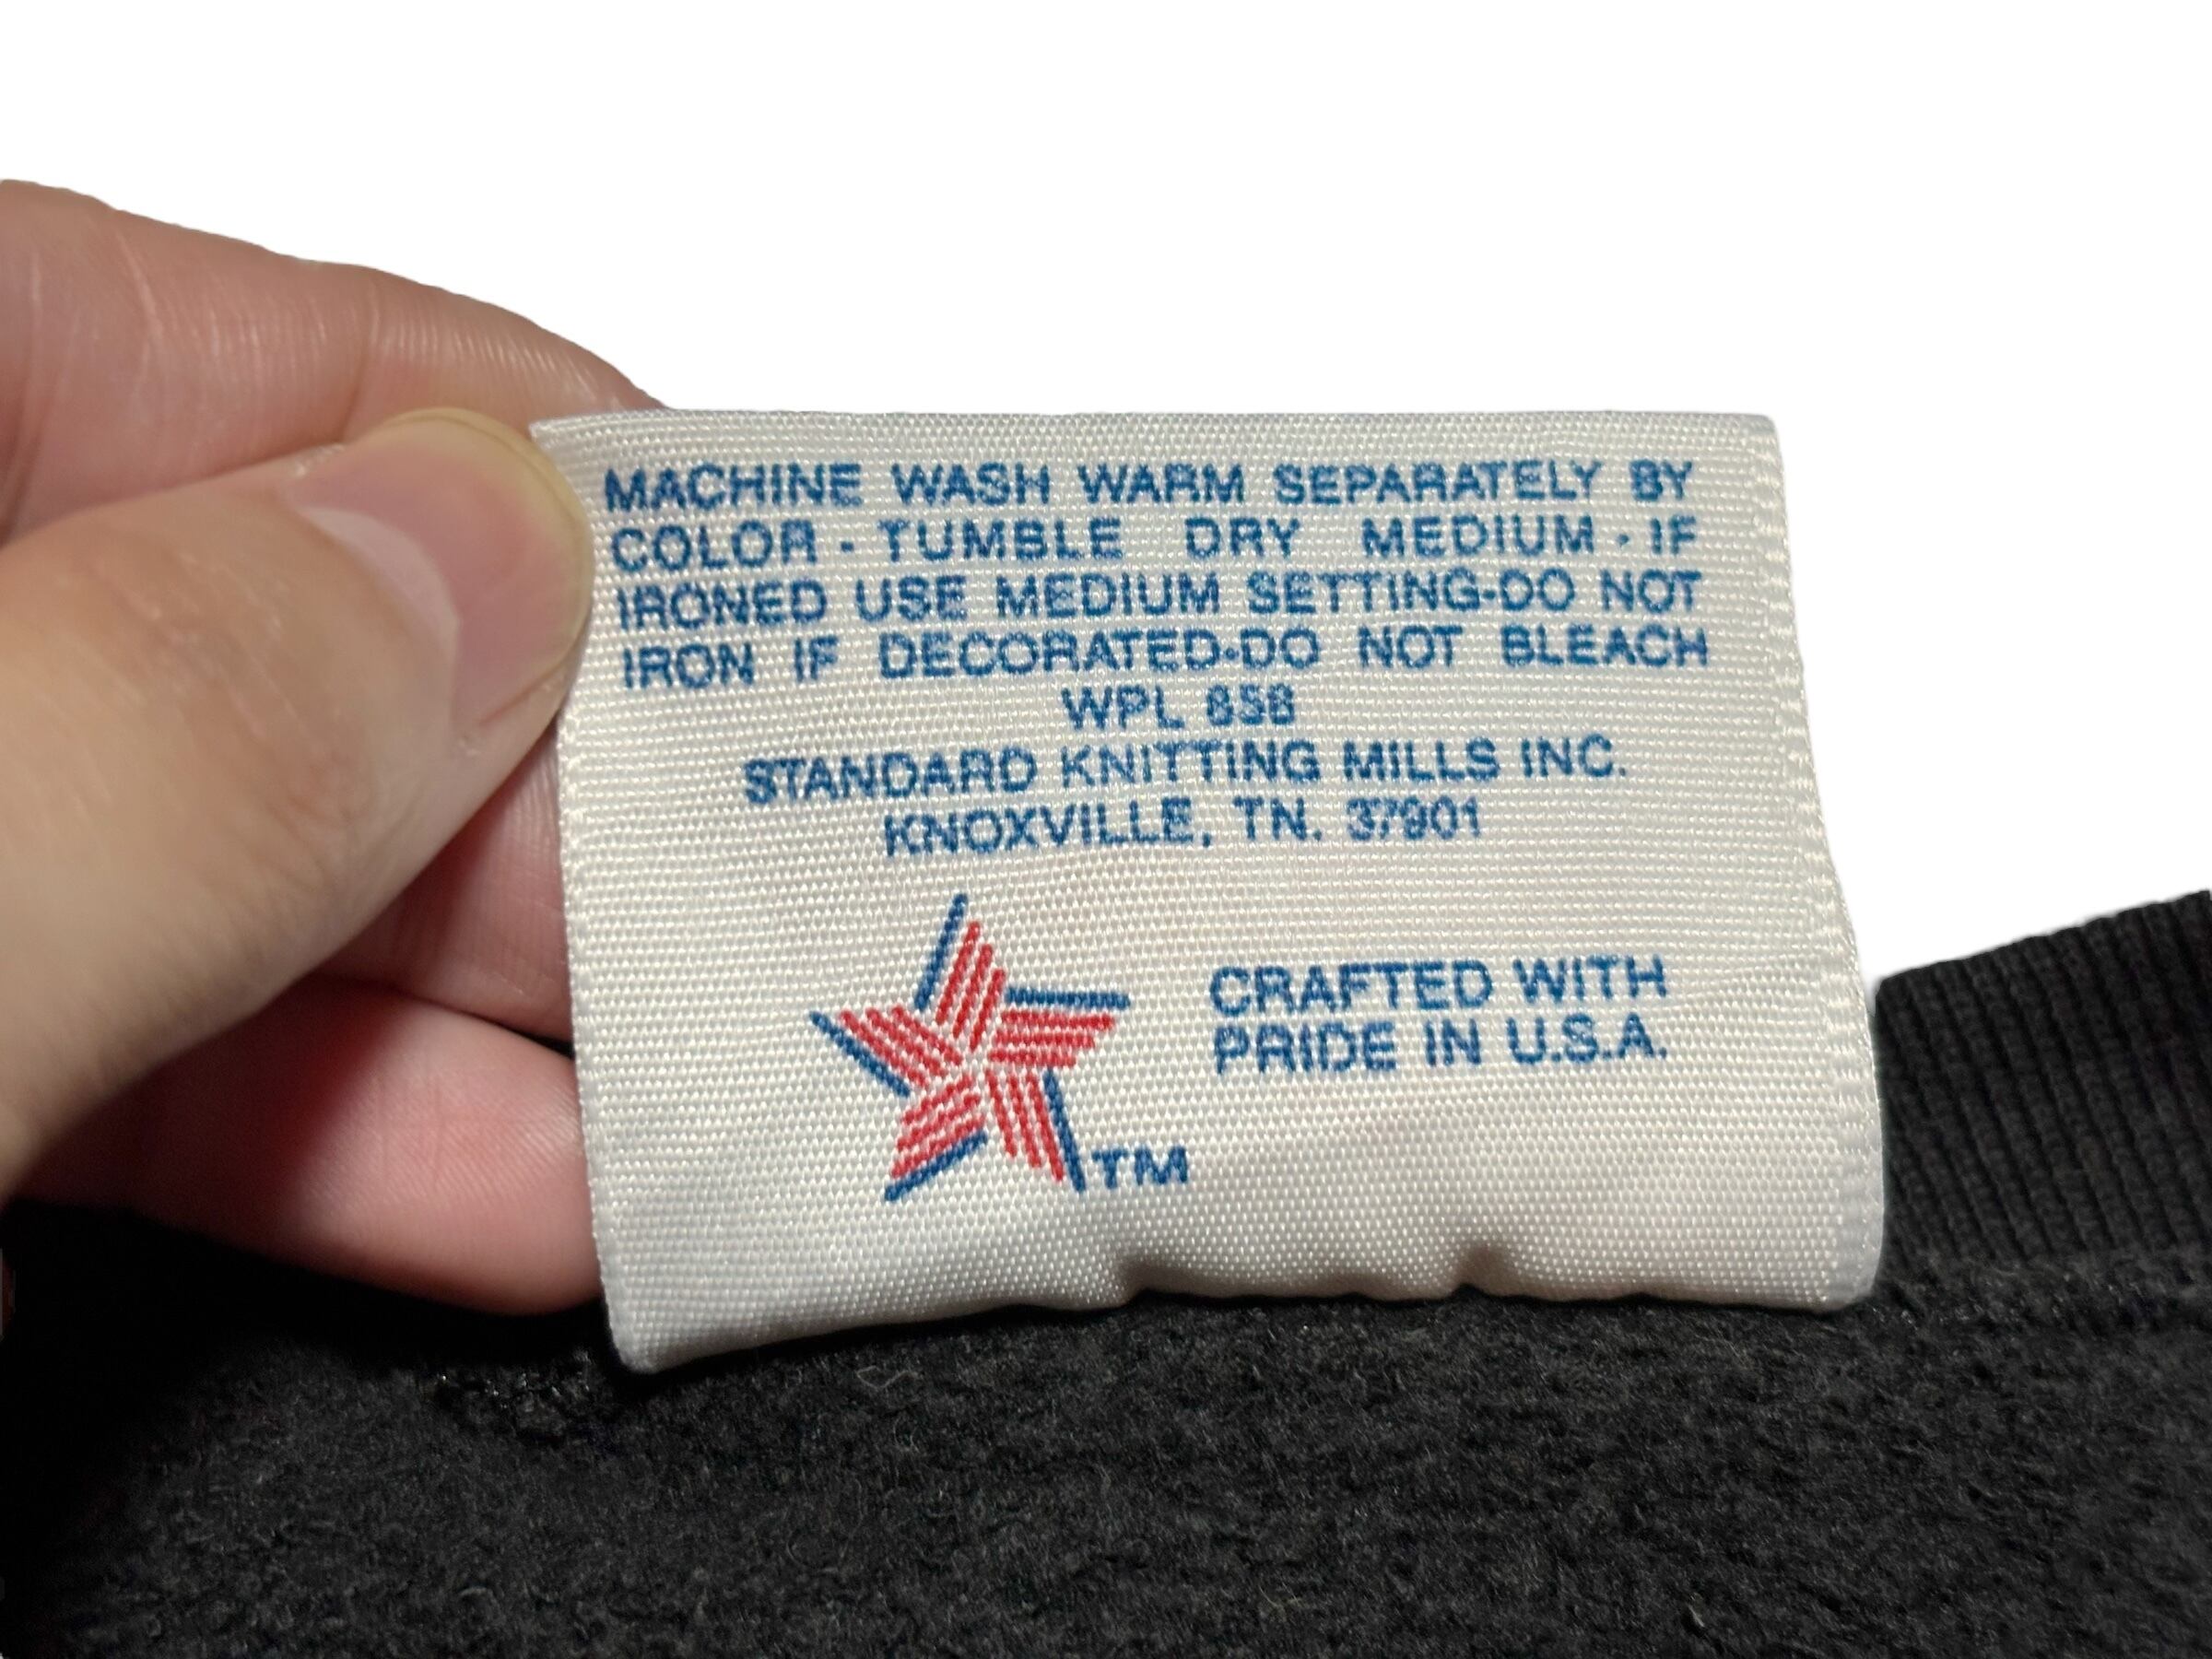 MACHINE WASH WARM SEPARATELY BY
COLOR - TUMBLE DRY MEDIUM - IF
IRONED USE MEDIUM SETTING-DO NOT
IRON IF DECORATED-DO NOT BLEACH
WPL
STANDARD KNITTING MILLS INC.
KNOXVILLE, TN. 37901
CRAFTED WITH
PRIDE IN U.S.A.
TM